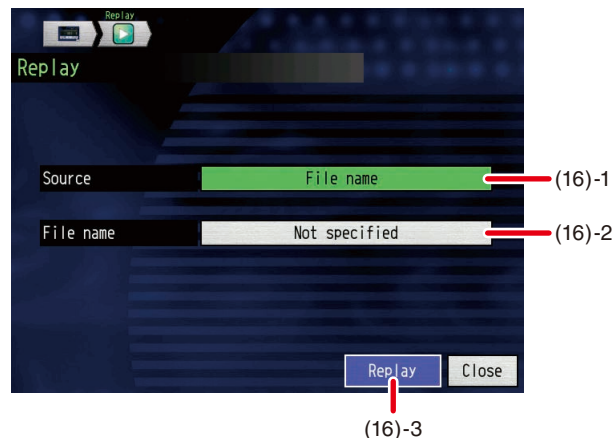 Replay
Replay
Source
File name
(16)-1
File name
Not specified
(16)-2
Replay
Close
(16)-3